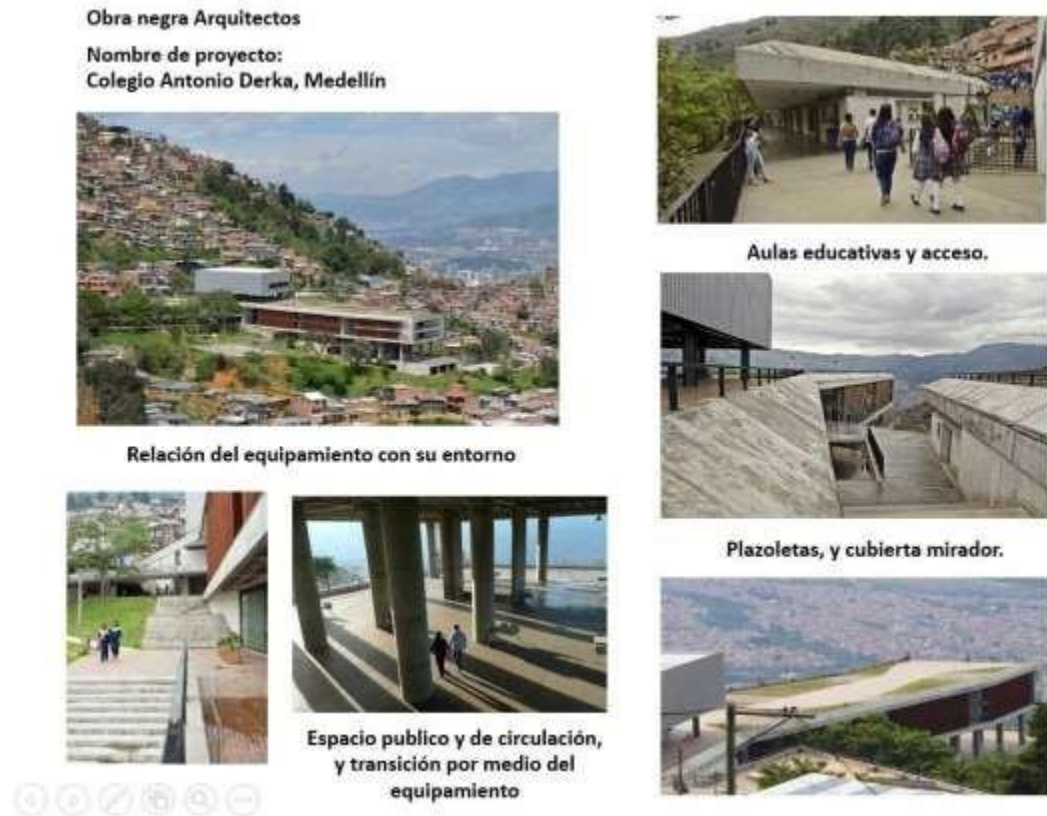 Obra negra Arquitectos
Nombre de proyecto:
Colegio Antonio Derka, Medellín
Relación del equipamiento con su entorno
Espacio publico y de circulación,
y transición por medio del
equipamiento
Aulas educativas y acceso.
Plazoletas, y cubierta mirador.